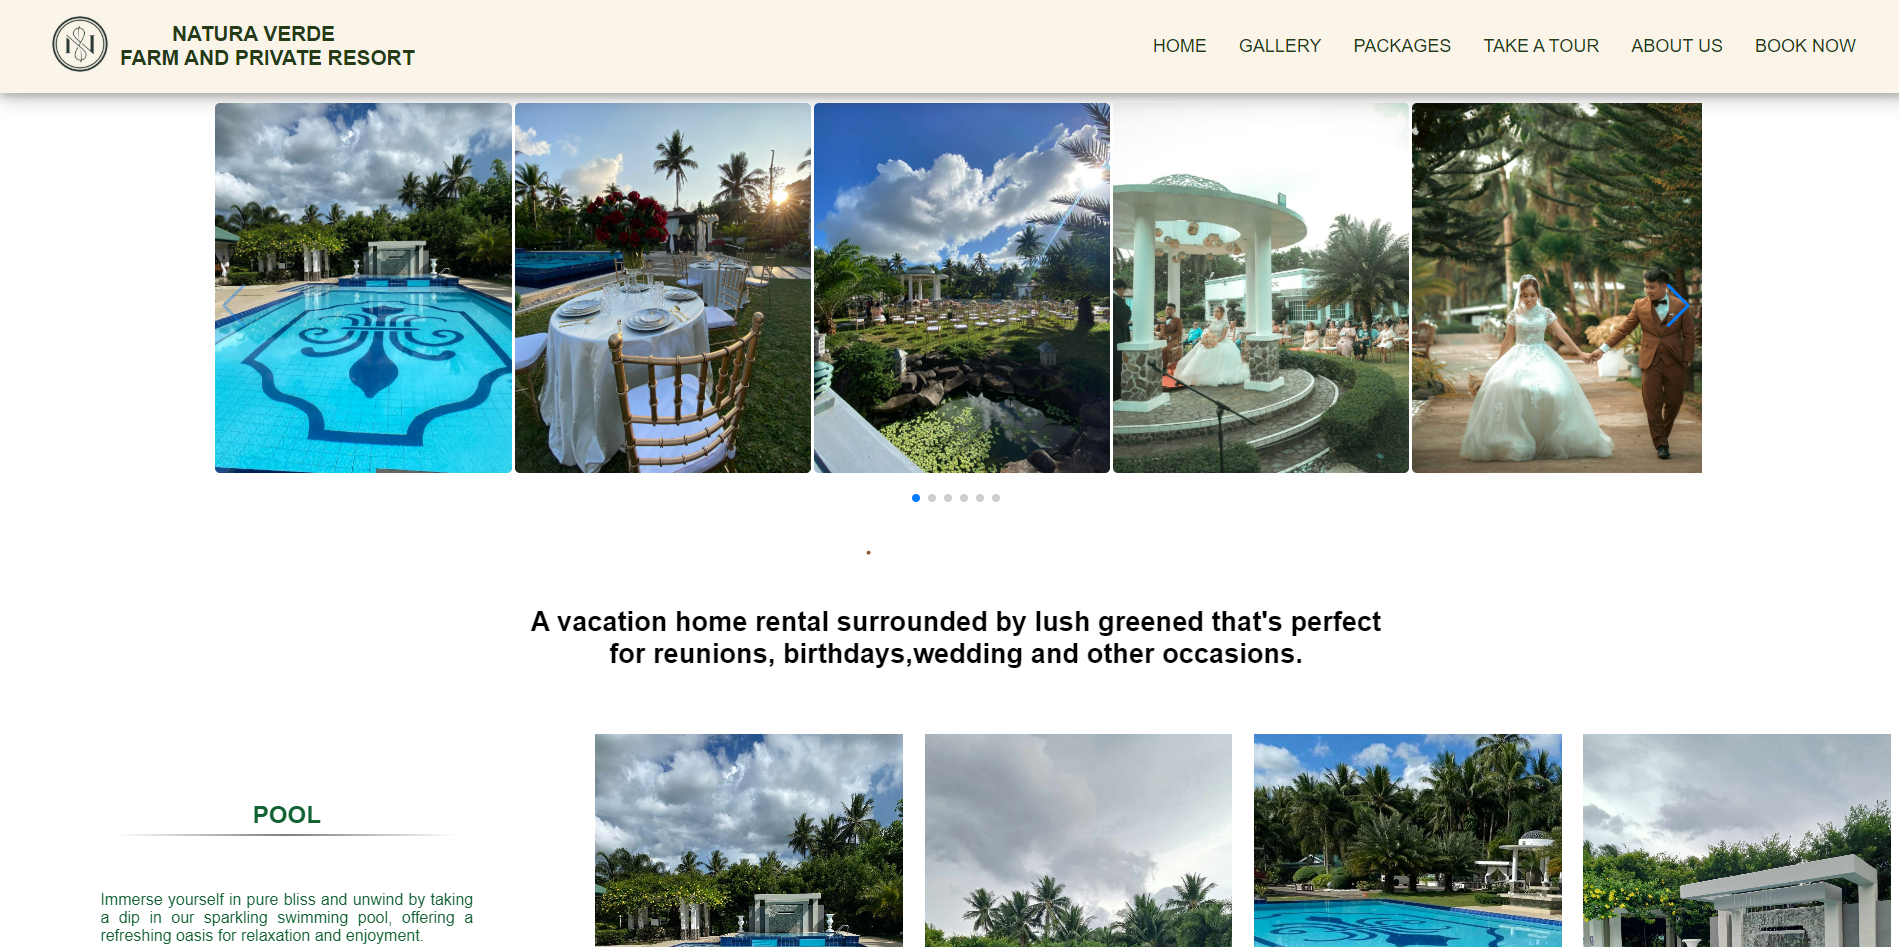 NATURA VERDE
FARM AND PRIVATE RESORT
HOME GALLERY PACKAGES TAKE A TOUR ABOUT US BOOK NOW
A vacation home rental surrounded by lush greened that's perfect
for reunions, birthdays,wedding and other occasions.
POOL
Immerse yourself in pure bliss and unwind by taking
a dip in our sparkling swimming pool, offering a
refreshing oasis for relaxation and enjoyment.